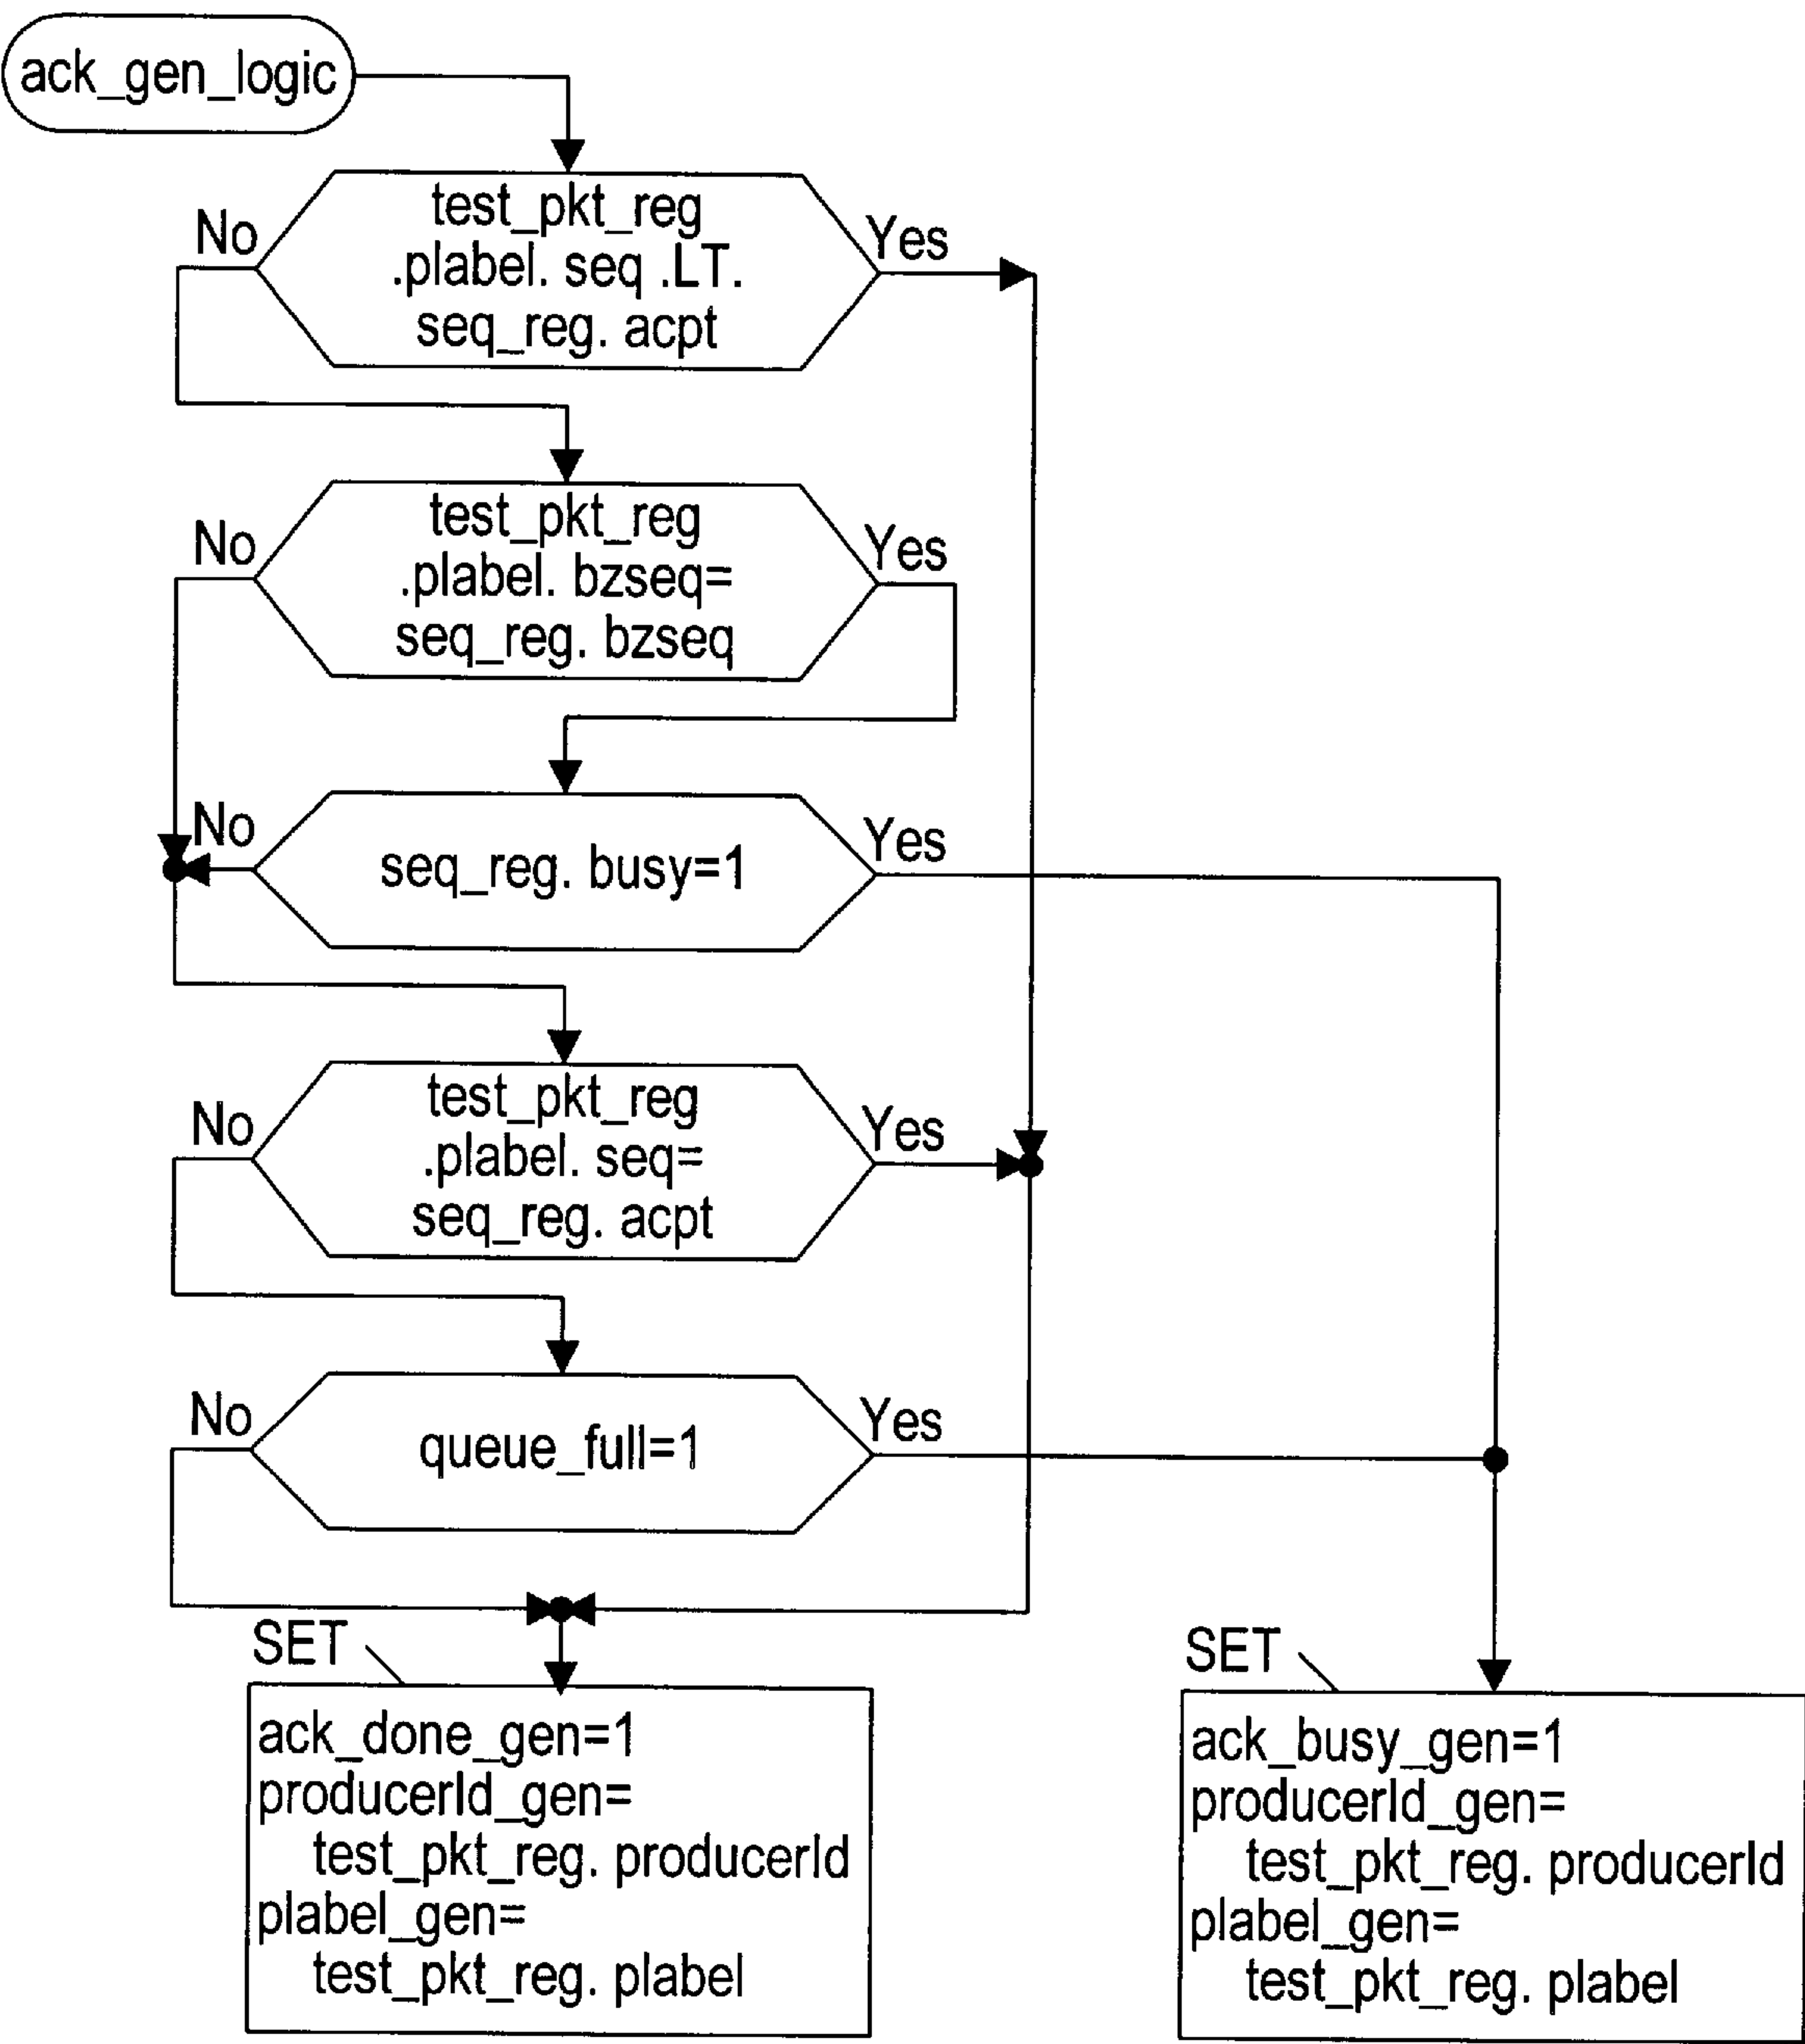 ack_gen_logic
test_pkt_reg
.plabel. seq .LT.
seq_reg. acpt
No
Yes
test_pkt_reg
.plabel. bzseq=
seq_reg. bzseq
No
Yes
seq_reg. busy=1
No
Yes
test_pkt_reg
.plabel. seq=
seq_reg. acpt
No
Yes
queue_full=1
No
Yes
SET
ack_done_gen=1
producerId_gen=
test_pkt_reg. producerId
plabel_gen=
test_pkt_reg. plabel
SET
ack_busy_gen=1
producerId_gen=
test_pkt_reg. producerId
plabel_gen=
test_pkt_reg. plabel